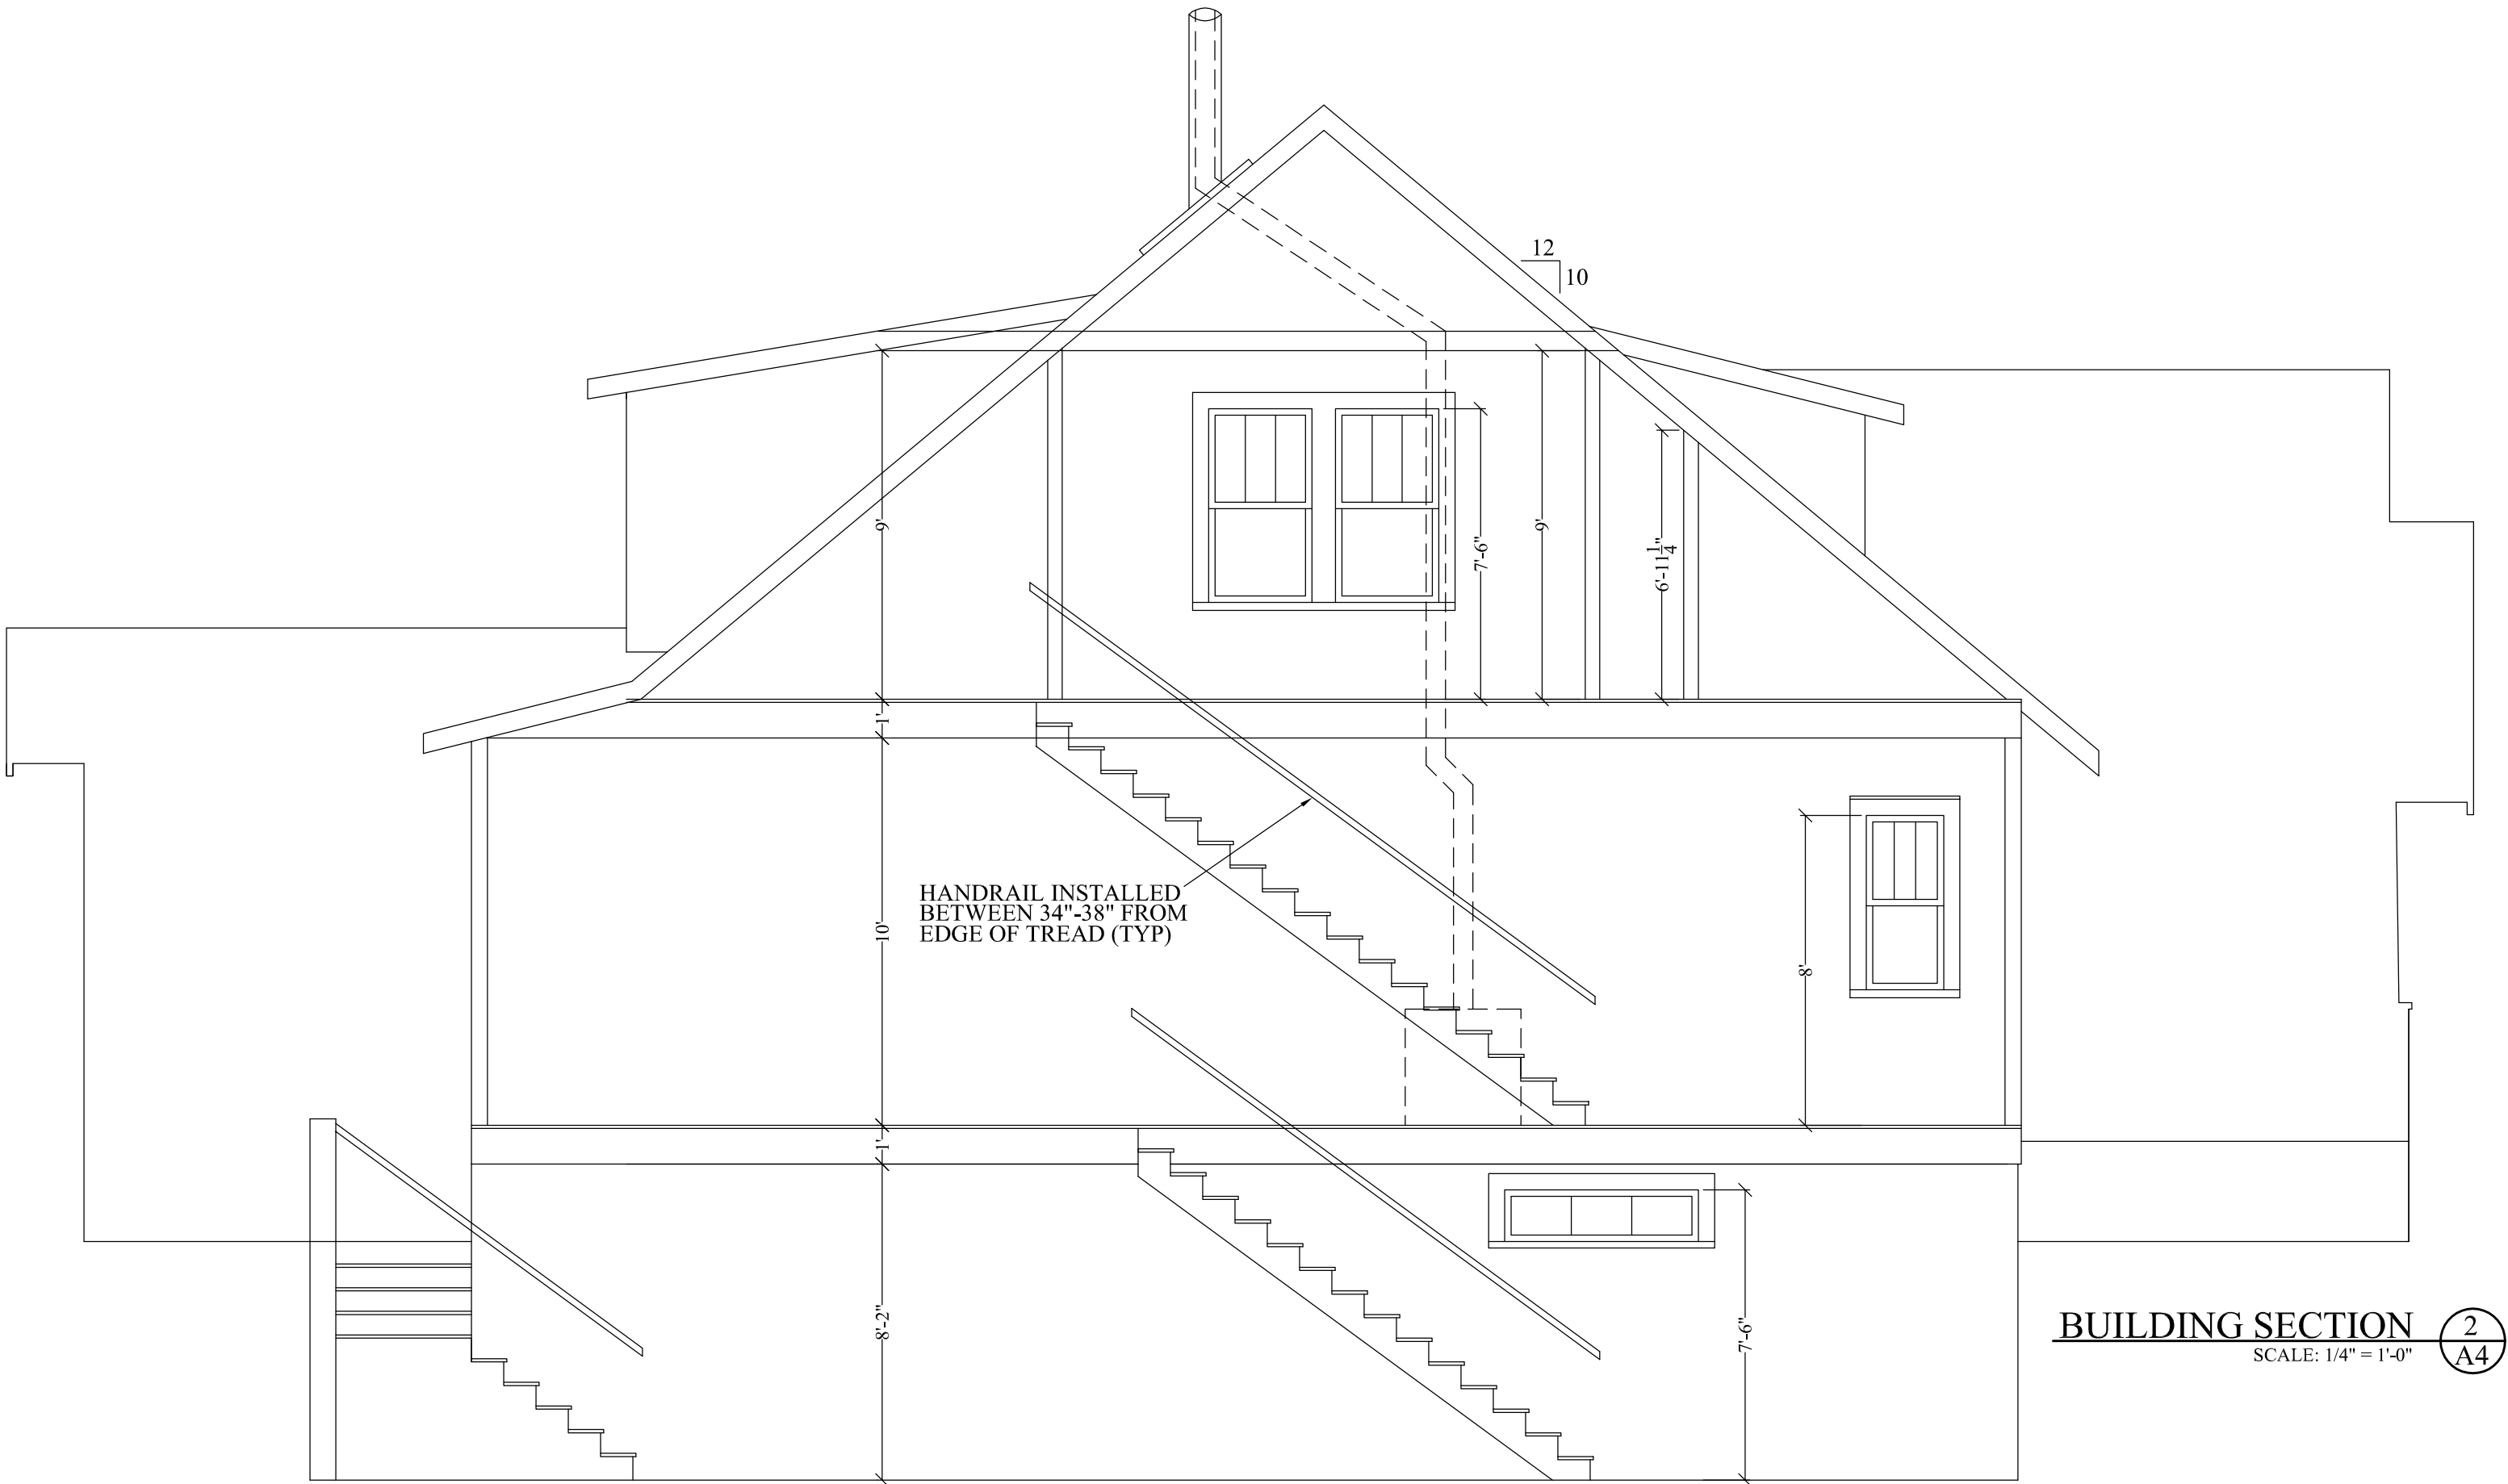 12
10
9'
7'-6"
9'
6'-11 1/4"
1'
10'
8'
HANDRAIL INSTALLED
BETWEEN 34"-38" FROM
EDGE OF TREAD (TYP)
1'
8'-2"
7'-6"
BUILDING SECTION
SCALE: 1/4" = 1'-0"
2
A4